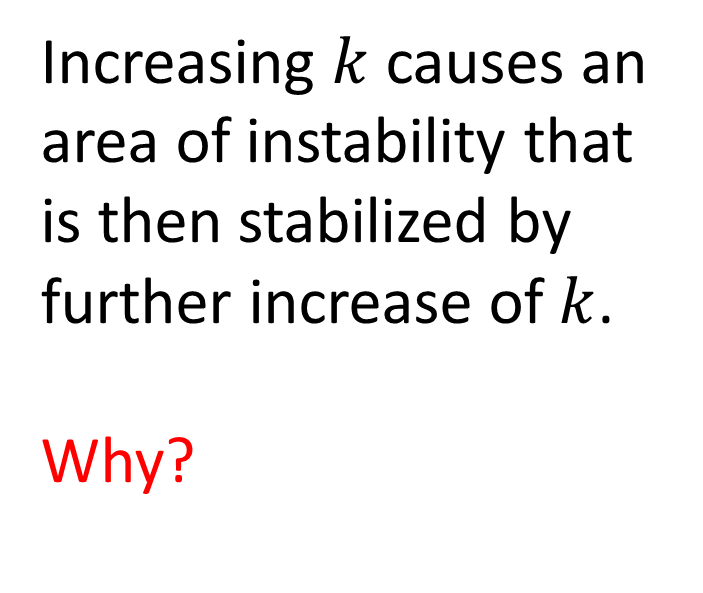 Increasing k causes an
area of instability that
is then stabilized by
further increase of k.
Why?